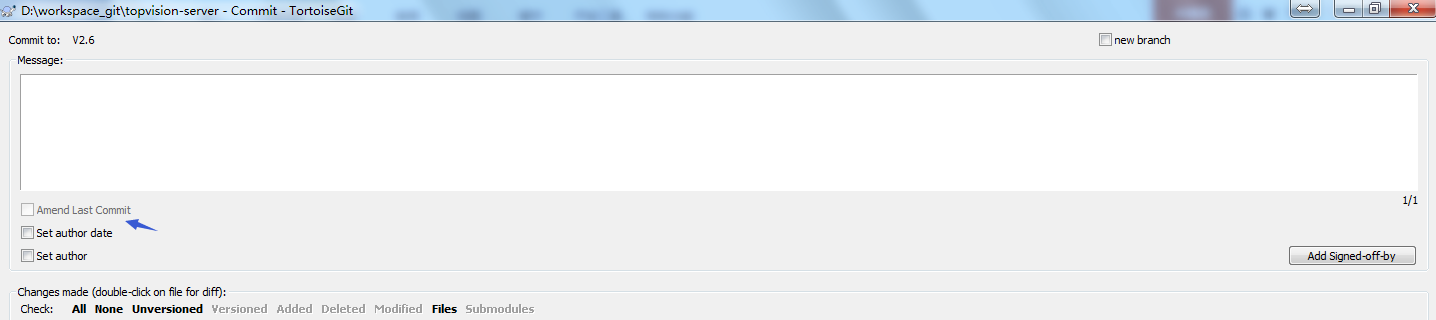 D:\workspace_git\topvision-server - Commit - TortoiseGit
Commit to: V2.6 new branch
Message:
1/1
Amend Last Commit
Set author date
Set author Add Signed-off-by
Changes made (double-click on file for diff):
Check: All None Unversioned Versioned Added Deleted Modified Files Submodules